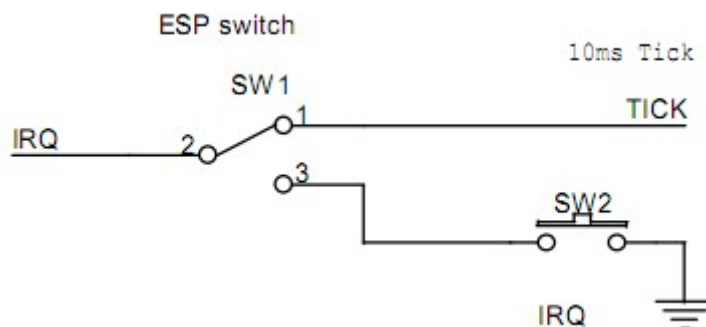 ESP switch
10ms Tick
SW1
1
TICK
IRQ
2
3
SW2
IRQ